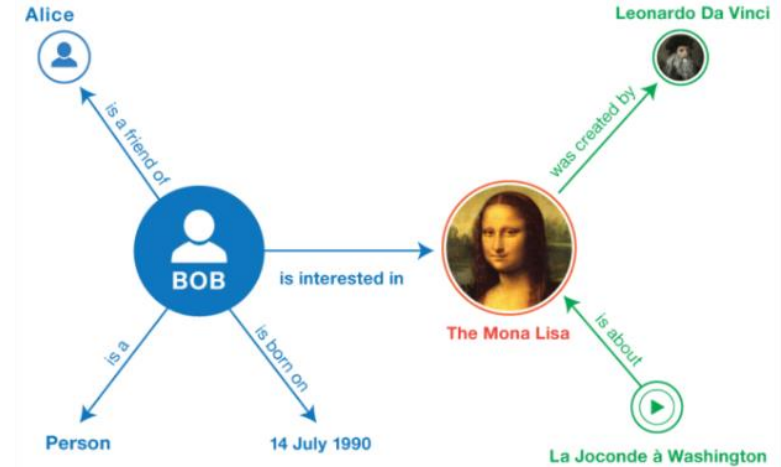 Alice
Leonardo Da Vinci
is a friend of
was created by
BOB
is interested in
The Mona Lisa
is a
is born on
is about
Person
14 July 1990
La Joconde à Washington